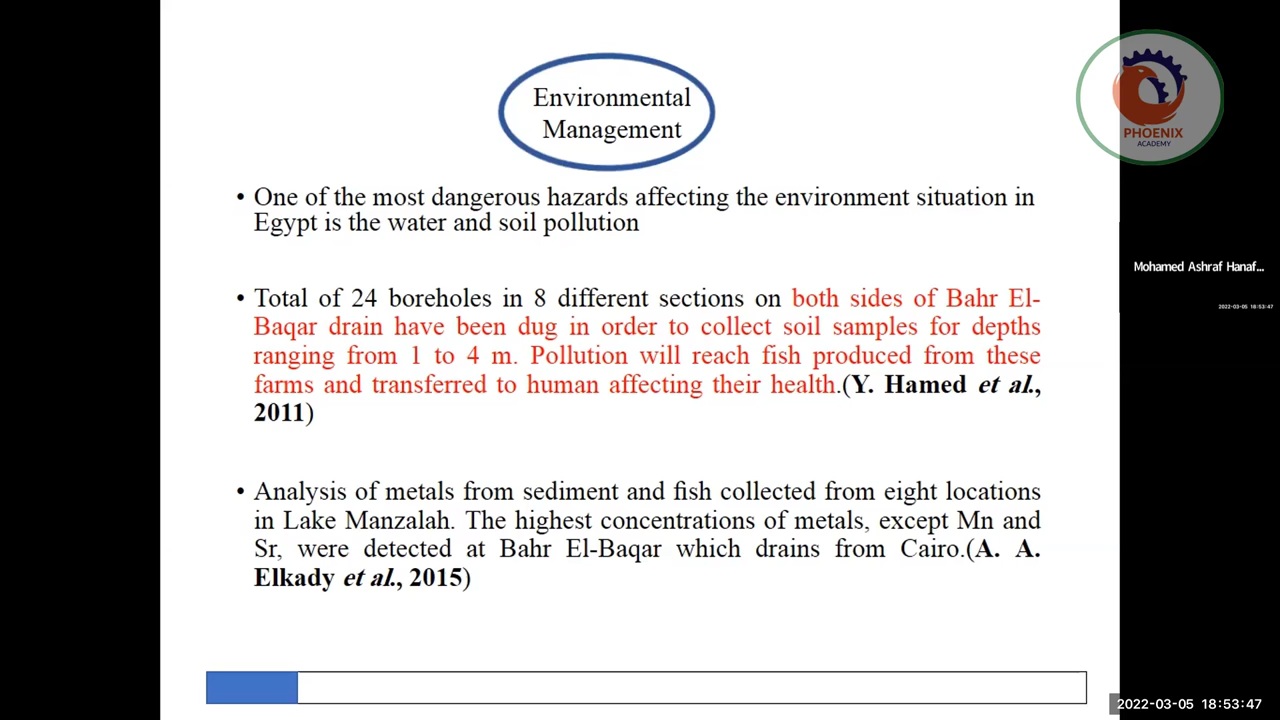 Environmental
Management
PHOENIX
ACADEMY
• One of the most dangerous hazards affecting the environment situation in
Egypt is the water and soil pollution
• Total of 24 boreholes in 8 different sections on both sides of Bahr El-
Baqar drain have been dug in order to collect soil samples for depths
ranging from 1 to 4 m. Pollution will reach fish produced from these
farms and transferred to human affecting their health.(Y. Hamed et al.,
2011)
• Analysis of metals from sediment and fish collected from eight locations
in Lake Manzalah. The highest concentrations of metals, except Mn and
Sr, were detected at Bahr El-Baqar which drains from Cairo.(A. A.
Elkady et al., 2015)
Mohamed Ashraf Hanaf...
2022-03-05 18:53:47
2022-03-05 18:53:47